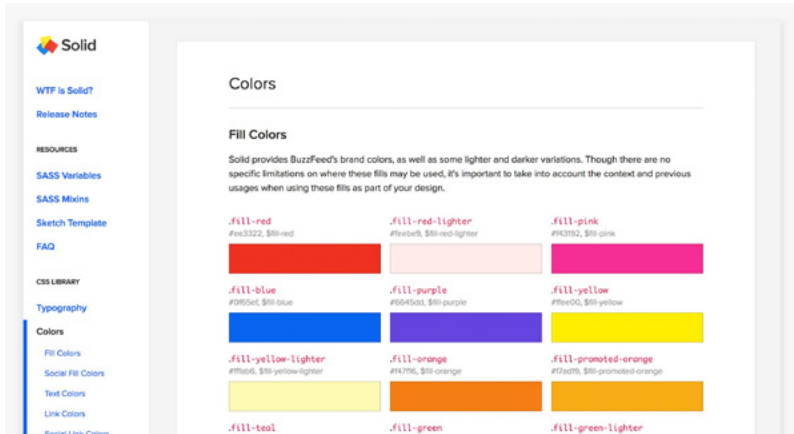 Solid
WTF is Solid?
Release Notes
RESOURCES
SASS Variables
SASS Mixins
Sketch Template
FAQ
CSS LIBRARY
Typography
Colors
Fill Colors
Social Fill Colors
Text Colors
Link Colors
Social Link Colors
Colors
Fill Colors
Solid provides BuzzFeed's brand colors, as well as some lighter and darker variations. Though there are no
specific limitations on where these fills may be used, it's important to take into account the context and previous
usages when using these fills as part of your design.
.fill-red .fill-red-lighter .fill-pink
#ee3322, $fill-red #feebe9, $fill-red-lighter #f43192, $fill-pink
.fill-blue .fill-purple .fill-yellow
#0f65ef, $fill-blue #6645dd, $fill-purple #ffee00, $fill-yellow
.fill-yellow-lighter .fill-orange .fill-promoted-orange
#fffab6, $fill-yellow-lighter #f47f16, $fill-orange #f7ad19, $fill-promoted-orange
.fill-teal .fill-green .fill-green-lighter